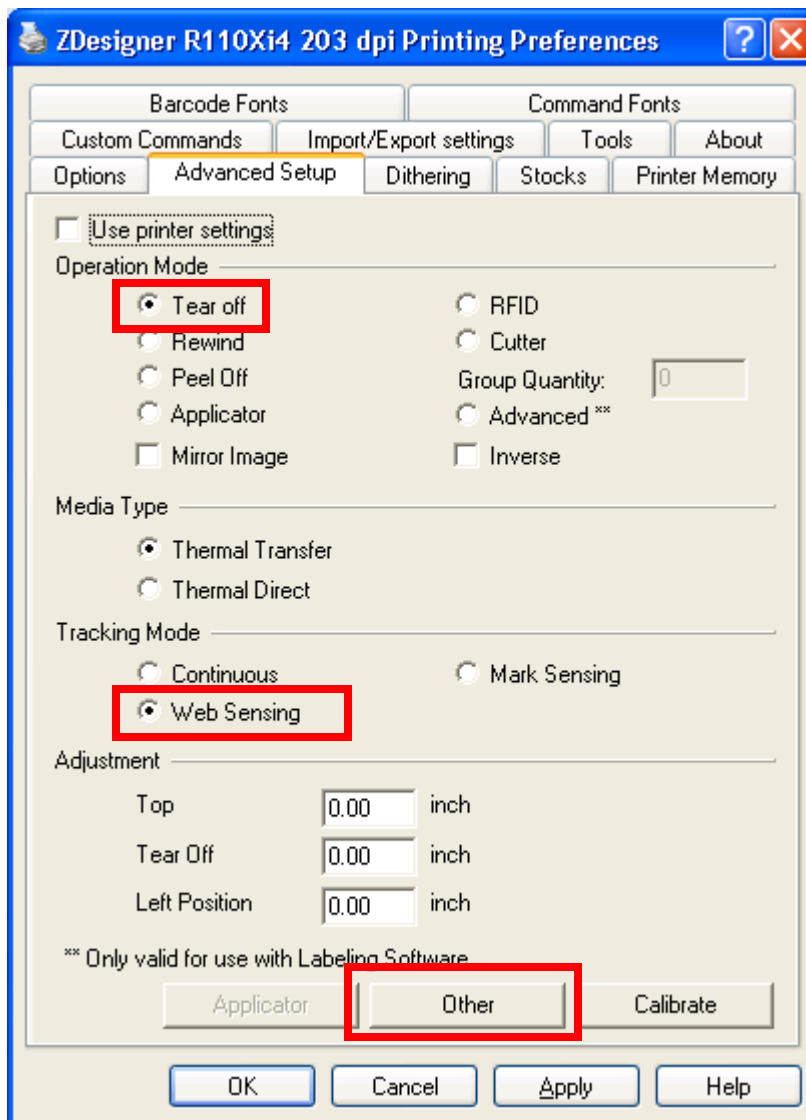 ZDesigner R110Xi4 203 dpi Printing Preferences ?
Barcode Fonts Command Fonts
Custom Commands Import/Export settings Tools About
Options Advanced Setup Dithering Stocks Printer Memory
Use printer settings
Operation Mode
Tear off RFID
Rewind Cutter
Peel Off Group Quantity: 0
Applicator Advanced **
Mirror Image Inverse
Media Type
Thermal Transfer
Thermal Direct
Tracking Mode
Continuous Mark Sensing
Web Sensing
Adjustment
Top 0.00 inch
Tear Off 0.00 inch
Left Position 0.00 inch
** Only valid for use with Labeling Software
Applicator Other Calibrate
OK Cancel Apply Help